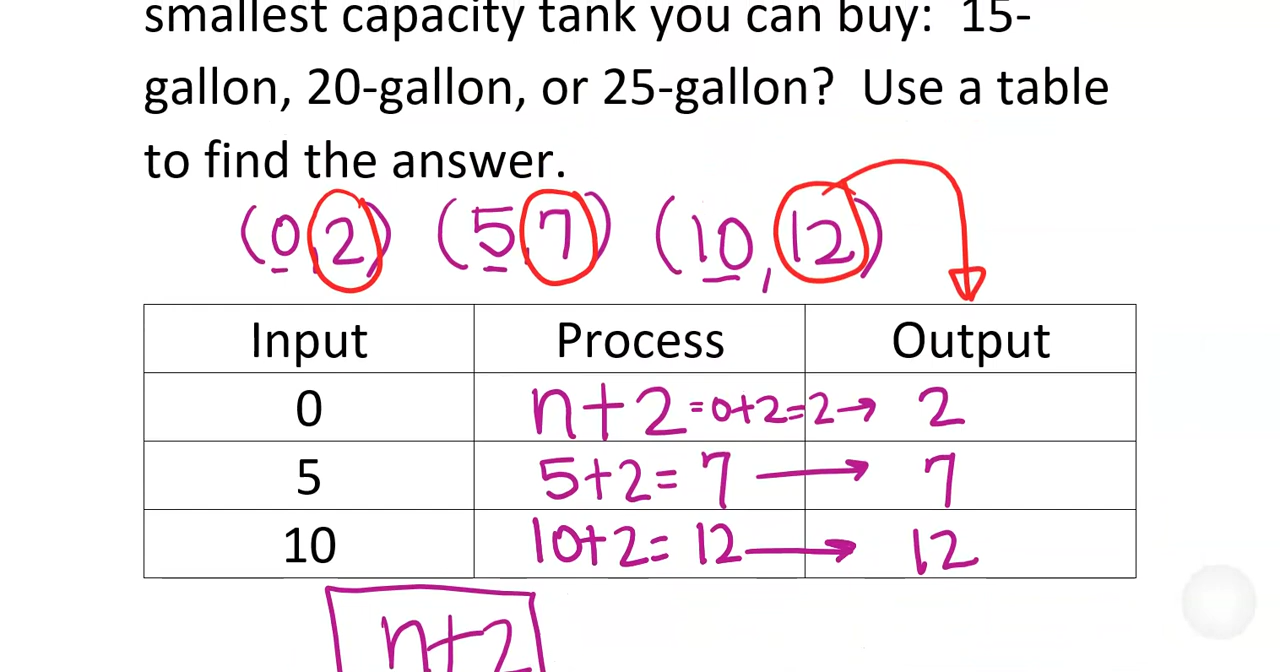 smallest capacity tank you can buy: 15-
gallon, 20-gallon, or 25-gallon? Use a table
to find the answer.
(0,2) (5,7) (10,12)
Input Process Output
0 n+2=0+2=2→ 2
5 5+2=7 → 7
10 10+2=12 → 12
n+2